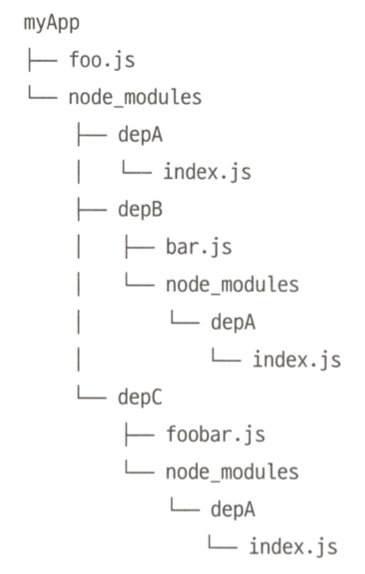 myApp
├── foo.js
└── node_modules
    ├── depA
    │   └── index.js
    ├── depB
    │   ├── bar.js
    │   └── node_modules
    │       └── depA
    │           └── index.js
    └── depC
        ├── foobar.js
        └── node_modules
            └── depA
                └── index.js